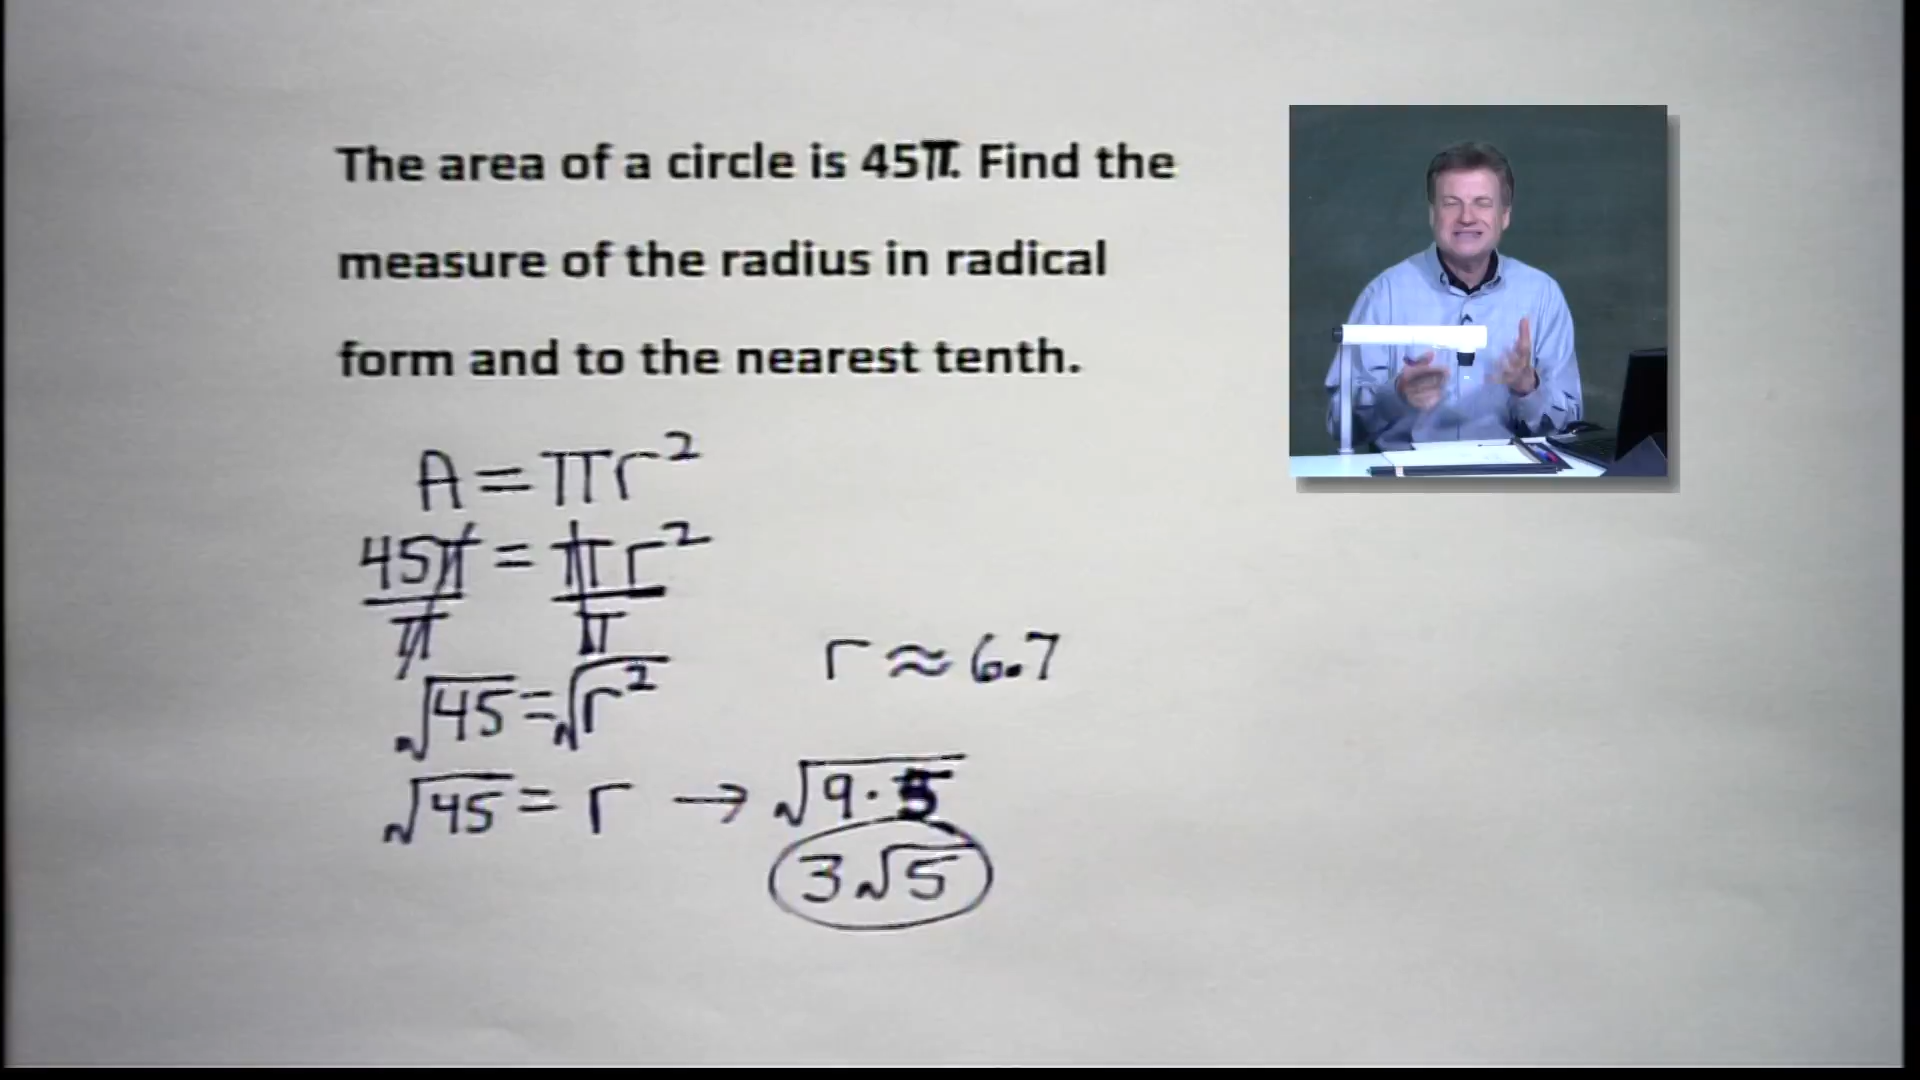 The area of a circle is 45π. Find the
measure of the radius in radical
form and to the nearest tenth.
A = πr²
45π = πr²
π π
√45 = √r²
r ≈ 6.7
√45 = r → √9·5
3√5